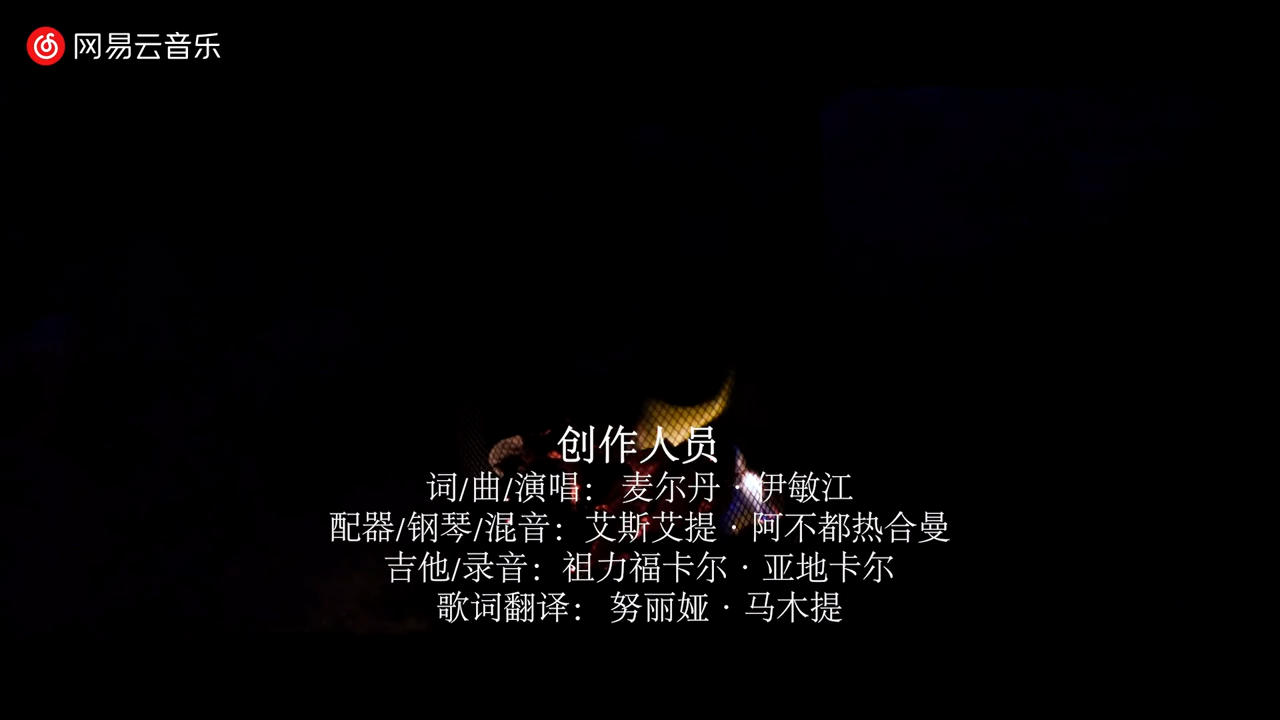 网易云音乐
创作人员
词/曲/演唱： 麦尔丹 · 伊敏江
配器/钢琴/混音： 艾斯艾提 · 阿不都热合曼
吉他/录音： 祖力福卡尔 · 亚地卡尔
歌词翻译： 努丽娅 · 马木提